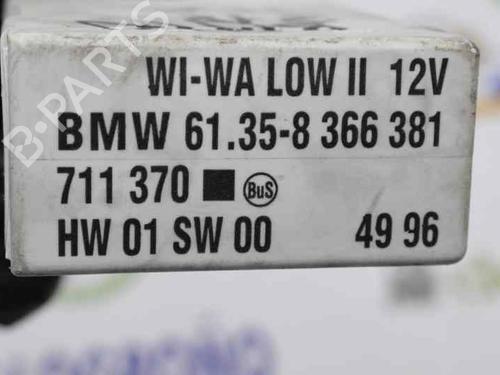 WI-WA LOW II 12V
BMW 61.35-8 366 381
711 370 BuS
HW 01 SW 00 49 96
B-PARTS